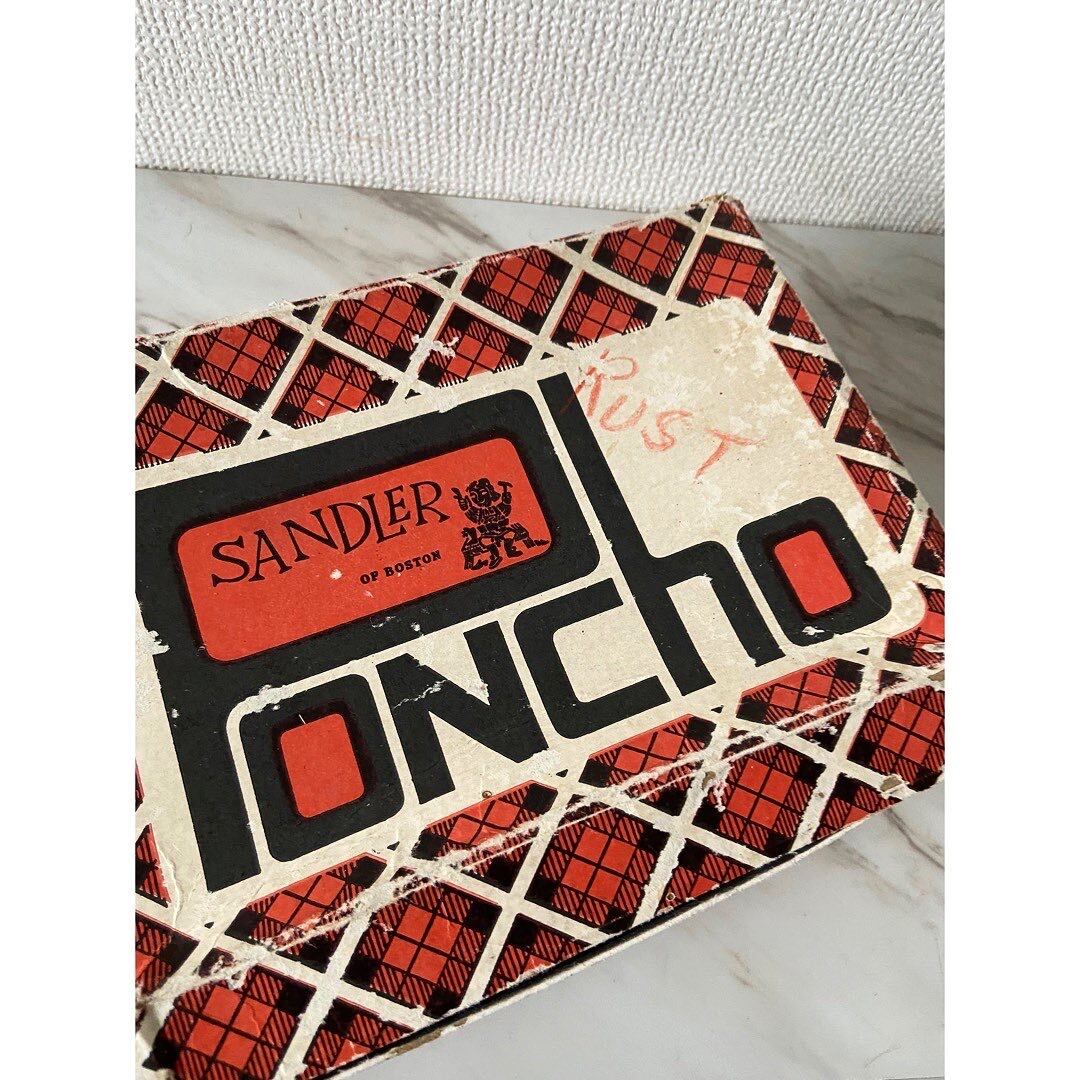 RUST
SANDLER
OF BOSTON
Poncho